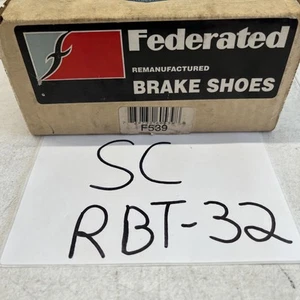 Federated
REMANUFACTURED
BRAKE SHOES
F539
SC
RBT-32